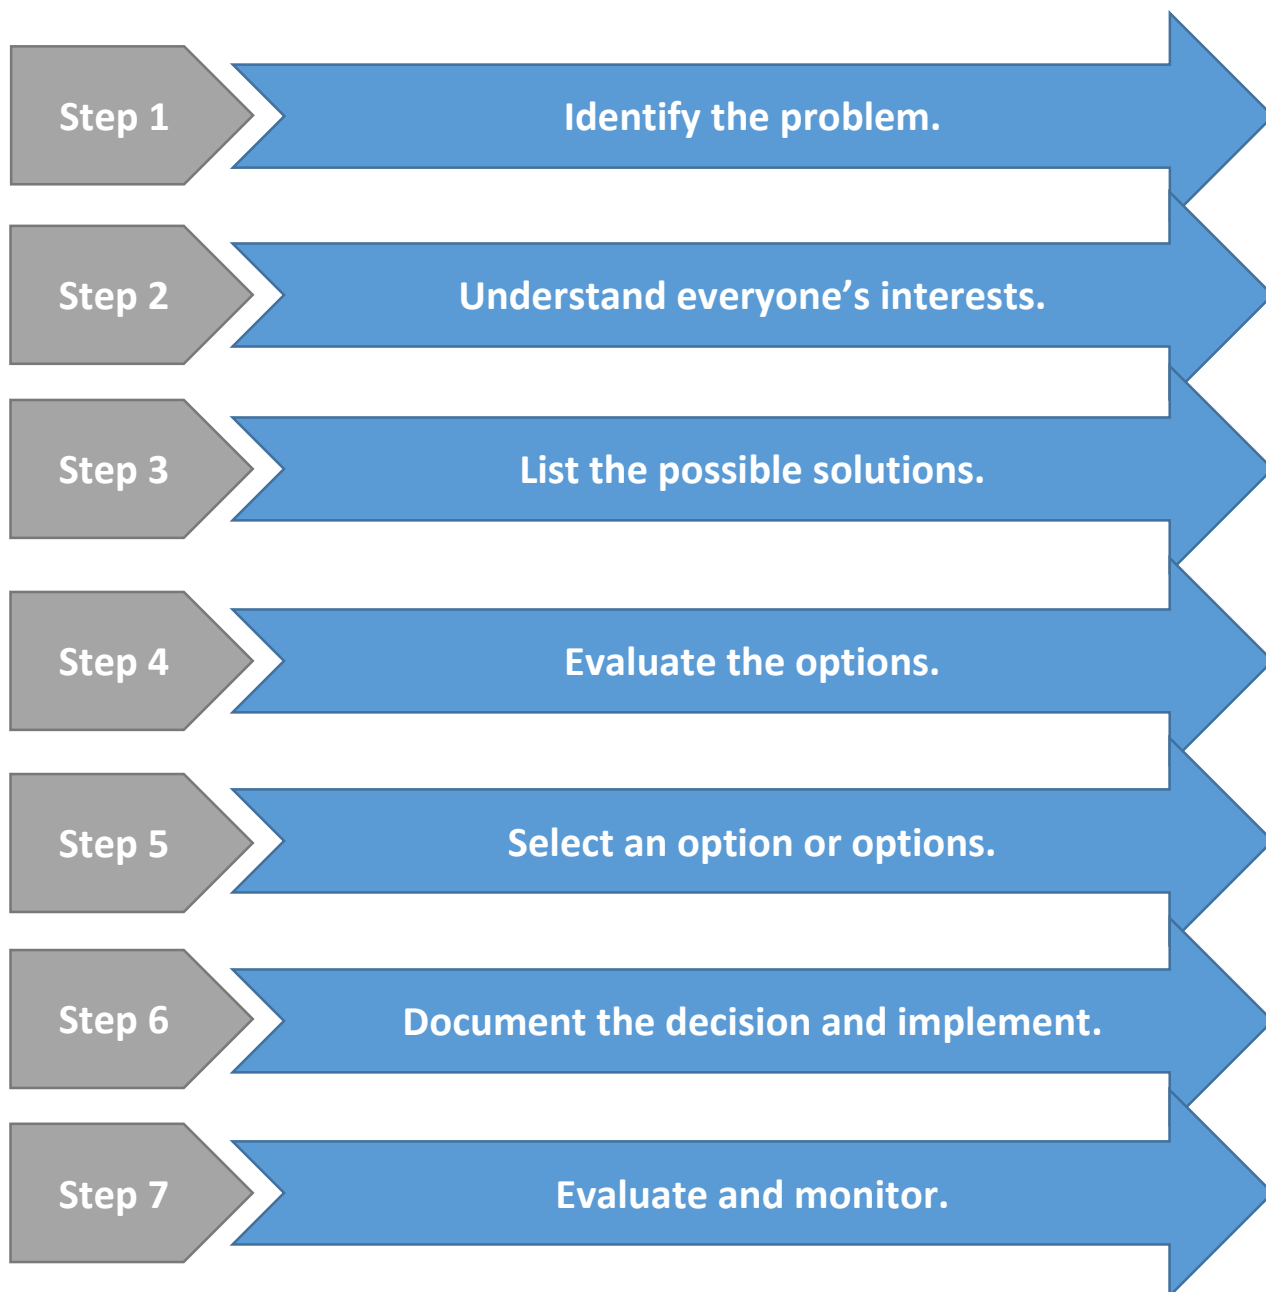 Step 1
Identify the problem.
Step 2
Understand everyone’s interests.
Step 3
List the possible solutions.
Step 4
Evaluate the options.
Step 5
Select an option or options.
Step 6
Document the decision and implement.
Step 7
Evaluate and monitor.